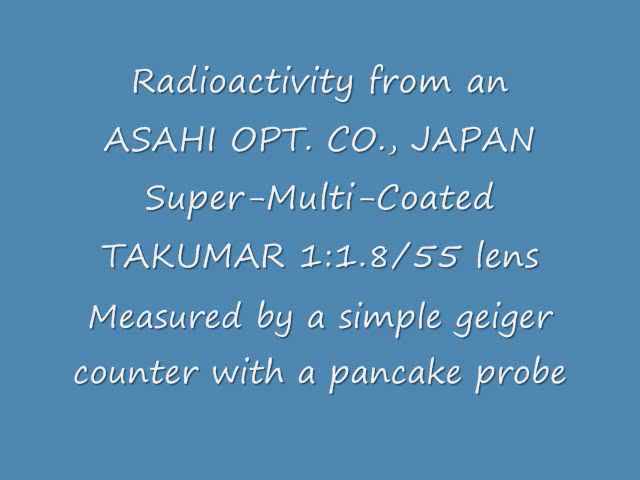 Radioactivity from an
ASAHI OPT. CO., JAPAN
Super-Multi-Coated
TAKUMAR 1:1.8/55 lens
Measured by a simple geiger
counter with a pancake probe